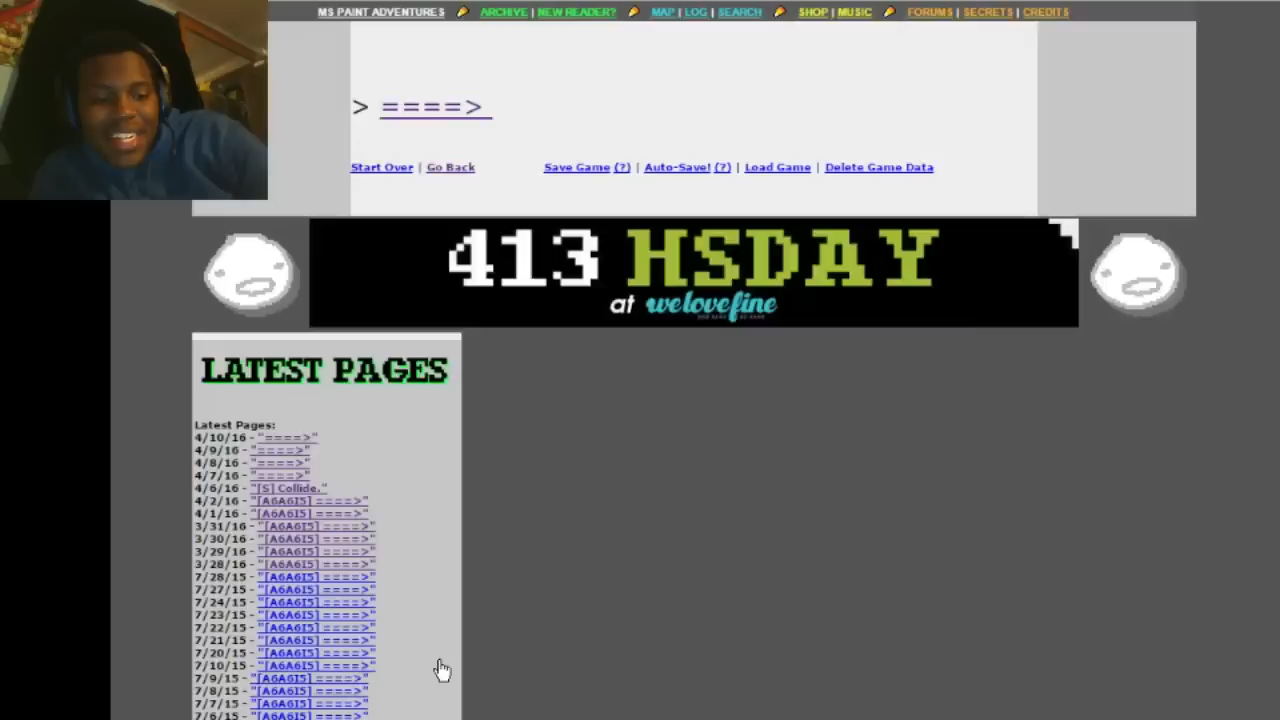 MS PAINT ADVENTURES ARCHIVE | NEW READER? MAP | LOG | SEARCH SHOP | MUSIC FORUMS | SECRETS | CREDITS
> ====>
Start Over | Go Back Save Game (?) | Auto-Save! (?) | Load Game | Delete Game Data
413 HSDAY
at welovefine
LATEST PAGES
Latest Pages:
4/10/16 - "====>"
4/9/16 - "====>"
4/8/16 - "====>"
4/7/16 - "====>"
4/6/16 - "[S] Collide."
4/2/16 - "[A6A6I5] ====>"
4/1/16 - "[A6A6I5] ====>"
3/31/16 - "[A6A6I5] ====>"
3/30/16 - "[A6A6I5] ====>"
3/29/16 - "[A6A6I5] ====>"
3/28/16 - "[A6A6I5] ====>"
7/28/15 - "[A6A6I5] ====>"
7/27/15 - "[A6A6I5] ====>"
7/24/15 - "[A6A6I5] ====>"
7/23/15 - "[A6A6I5] ====>"
7/22/15 - "[A6A6I5] ====>"
7/21/15 - "[A6A6I5] ====>"
7/20/15 - "[A6A6I5] ====>"
7/10/15 - "[A6A6I5] ====>"
7/9/15 - "[A6A6I5] ====>"
7/8/15 - "[A6A6I5] ====>"
7/7/15 - "[A6A6I5] ====>"
7/6/15 - "[A6A6I5] ====>"